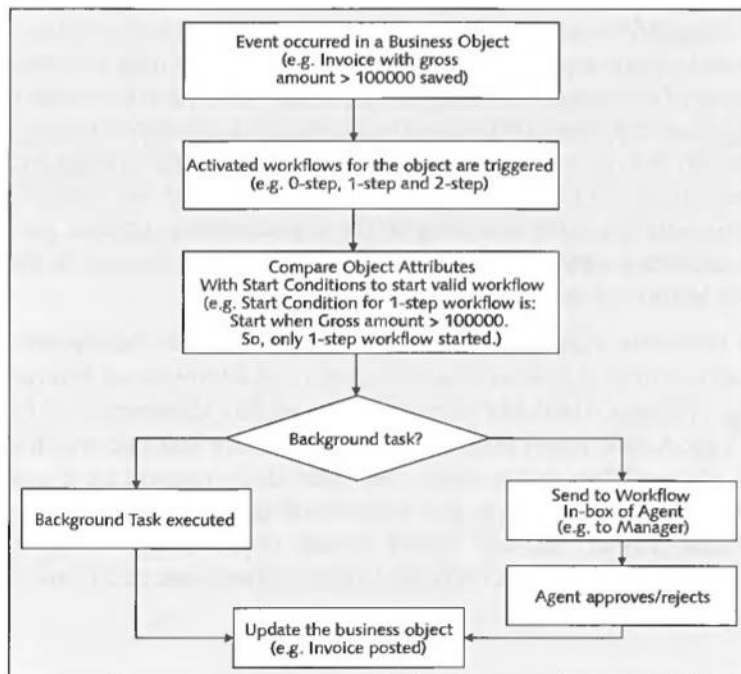 Event occurred in a Business Object
(e.g. Invoice with gross
amount > 100000 saved)
Activated workflows for the object are triggered
(e.g. 0-step, 1-step and 2-step)
Compare Object Attributes
With Start Conditions to start valid workflow
(e.g. Start Condition for 1-step workflow is:
Start when Gross amount > 100000.
So, only 1-step workflow started.)
Background task?
Background Task executed
Send to Workflow
In-box of Agent
(e.g. to Manager)
Agent approves/rejects
Update the business object
(e.g. Invoice posted)